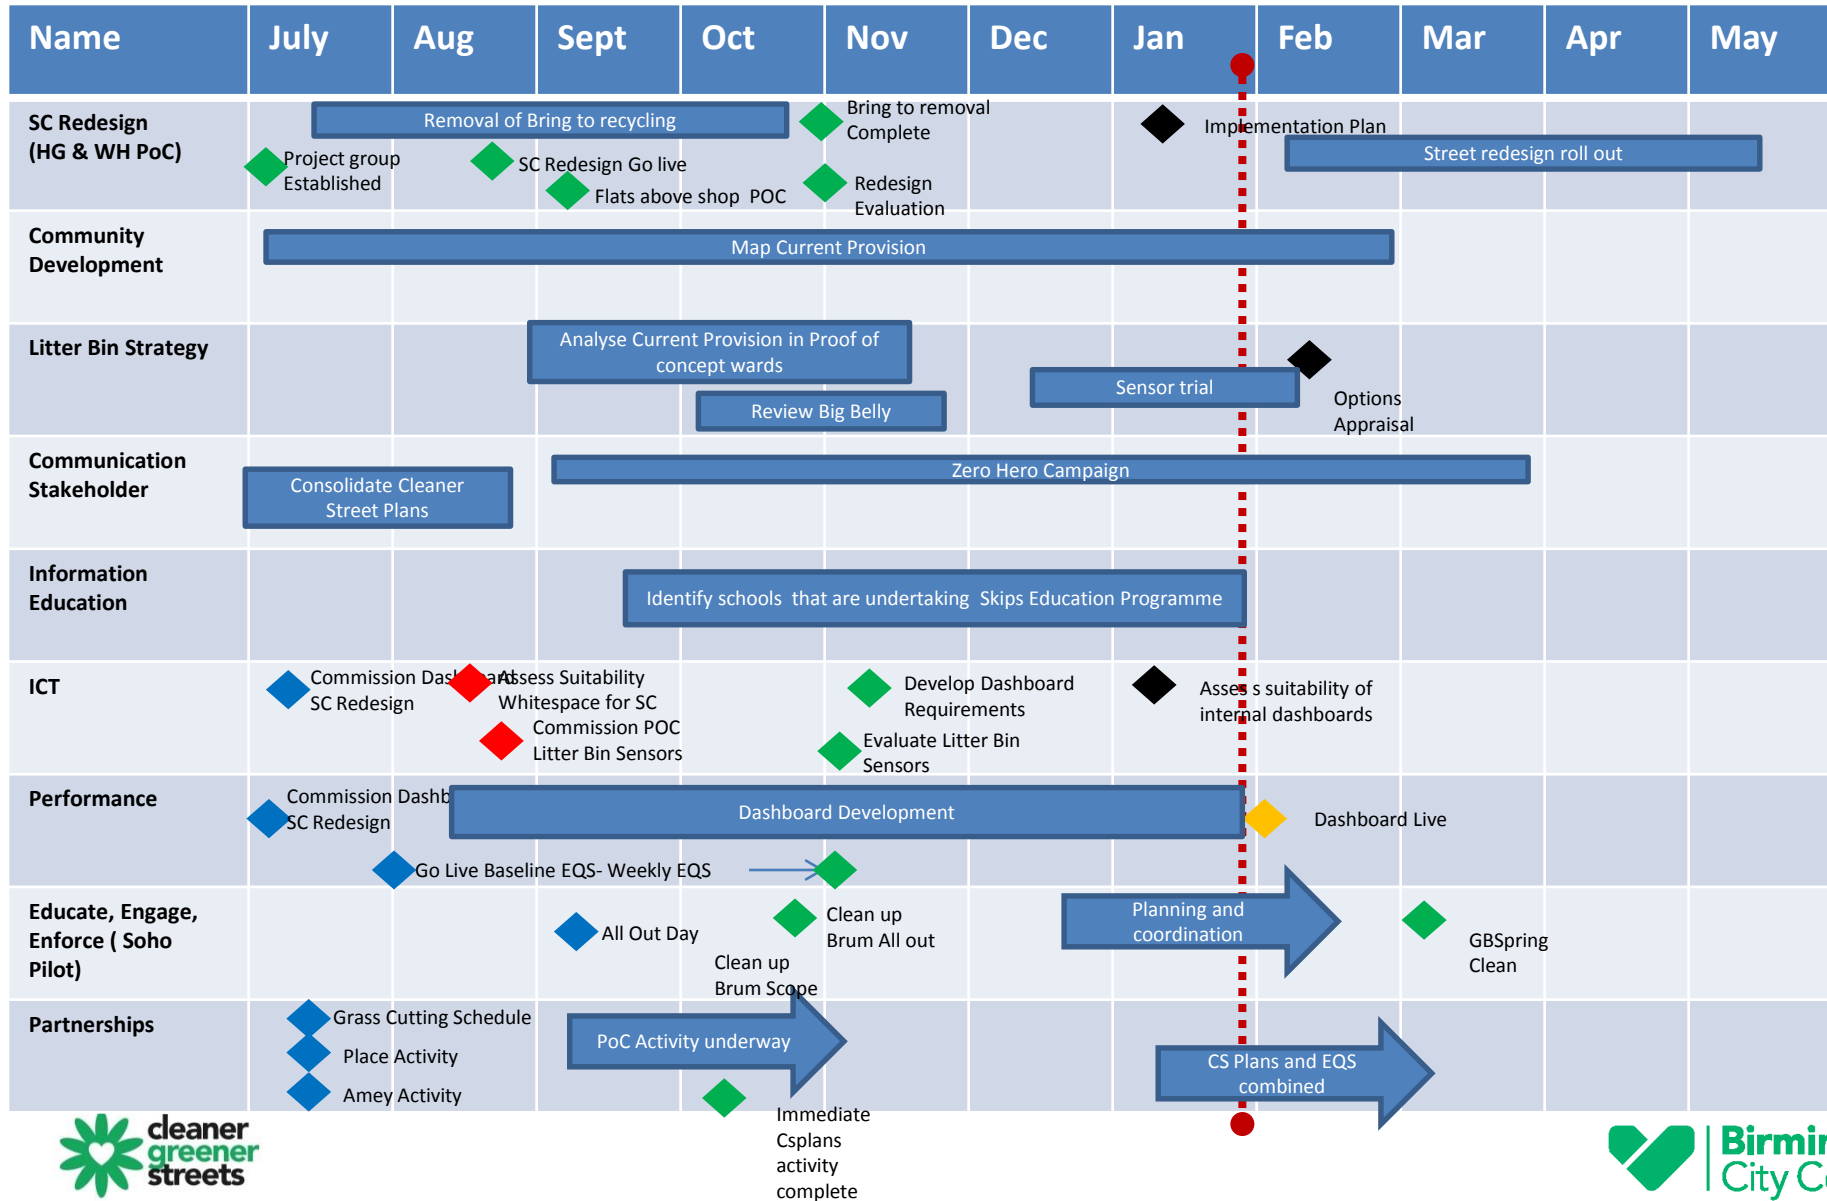 Name July Aug Sept Oct Nov Dec Jan Feb Mar Apr May
SC Redesign
(HG & WH PoC)
Removal of Bring to recycling
Bring to removal
Complete
Implementation Plan
Street redesign roll out
Project group
Established
SC Redesign Go live
Flats above shop POC
Redesign
Evaluation
Community
Development
Map Current Provision
Litter Bin Strategy
Analyse Current Provision in Proof of
concept wards
Review Big Belly
Sensor trial
Options
Appraisal
Communication
Stakeholder
Consolidate Cleaner
Street Plans
Zero Hero Campaign
Information
Education
Identify schools that are undertaking Skips Education Programme
ICT
Commission Dashboard
SC Redesign
Assess Suitability
Whitespace for SC
Commission POC
Litter Bin Sensors
Develop Dashboard
Requirements
Evaluate Litter Bin
Sensors
Asses s suitability of
internal dashboards
Performance
Commission Dashb
SC Redesign
Dashboard Development
Dashboard Live
Go Live Baseline EQS- Weekly EQS
Educate, Engage,
Enforce ( Soho
Pilot)
All Out Day
Clean up
Brum All out
Clean up
Brum Scope
Planning and
coordination
GBSpring
Clean
Partnerships
Grass Cutting Schedule
Place Activity
Amey Activity
PoC Activity underway
Immediate
Csplans
activity
complete
CS Plans and EQS
combined
cleaner
greener
streets
Birmin
City Co